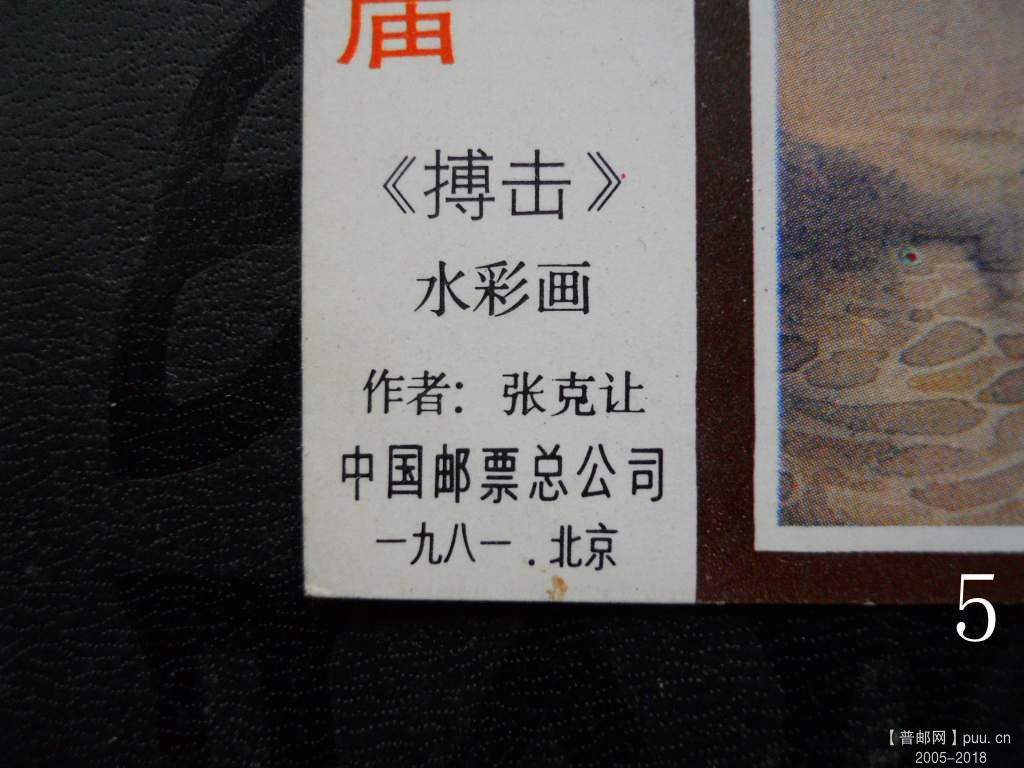 届
《搏击》
水彩画
作者：张克让
中国邮票总公司
一九八一．北京
5
【普邮网】puu.cn
2005-2018